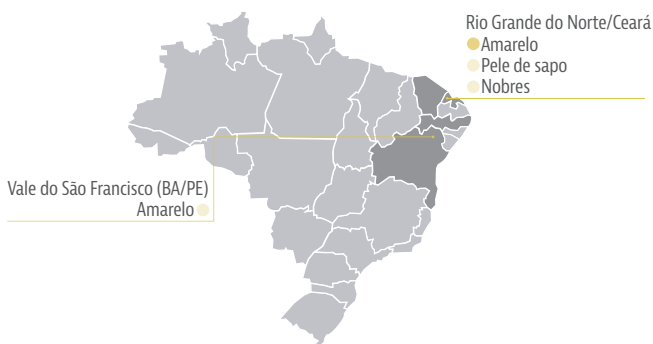 Rio Grande do Norte/Ceará
Amarelo
Pele de sapo
Nobres
Vale do São Francisco (BA/PE)
Amarelo